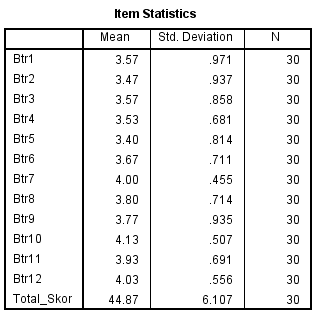 Item Statistics
Mean Std. Deviation N
Btr1 3.57 .971 30
Btr2 3.47 .937 30
Btr3 3.57 .858 30
Btr4 3.53 .681 30
Btr5 3.40 .814 30
Btr6 3.67 .711 30
Btr7 4.00 .455 30
Btr8 3.80 .714 30
Btr9 3.77 .935 30
Btr10 4.13 .507 30
Btr11 3.93 .691 30
Btr12 4.03 .556 30
Total_Skor 44.87 6.107 30